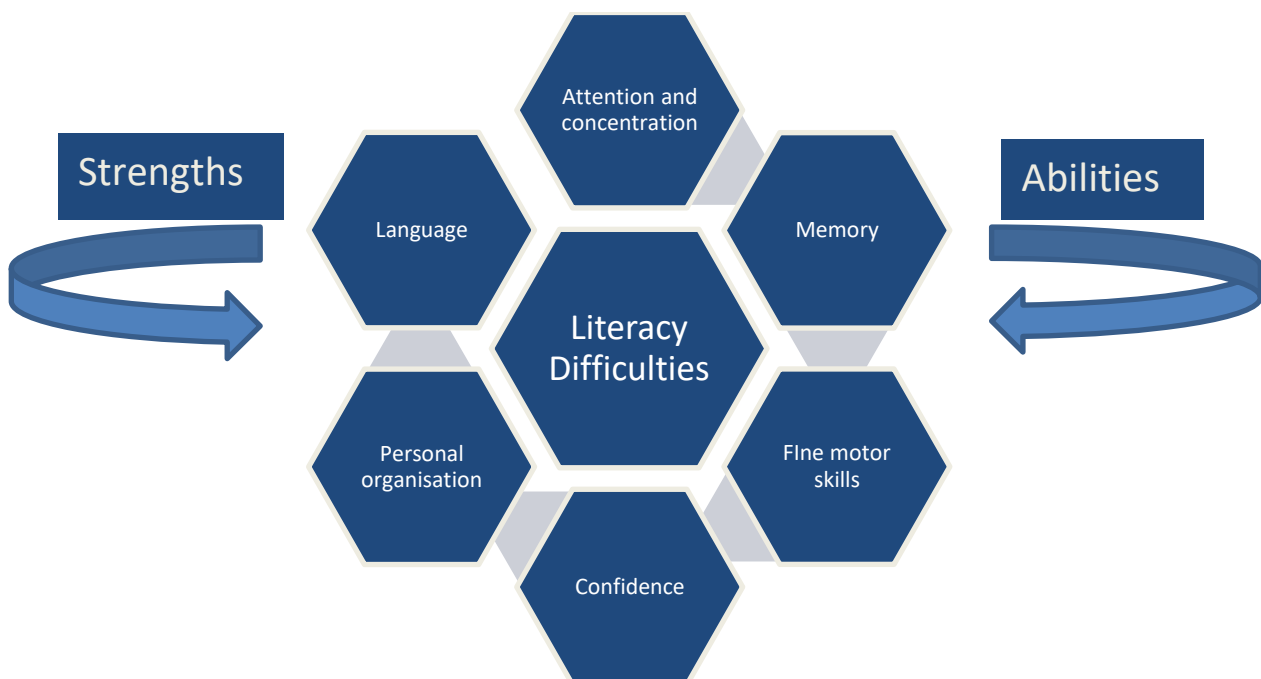 Attention and
concentration
Strengths
Abilities
Language
Memory
Literacy
Difficulties
Personal
organisation
FIne motor
skills
Confidence